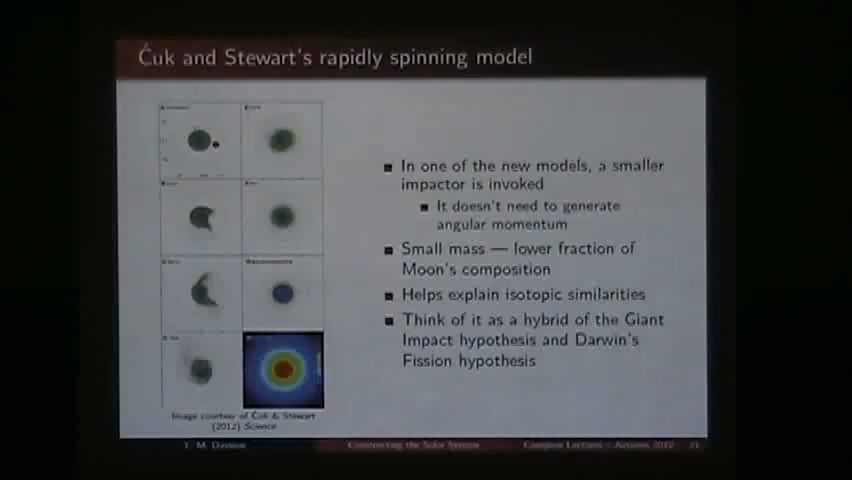 Ćuk and Stewart's rapidly spinning model
In one of the new models, a smaller
impactor is invoked
It doesn't need to generate
angular momentum
Small mass — lower fraction of
Moon's composition
Helps explain isotopic similarities
Think of it as a hybrid of the Giant
Impact hypothesis and Darwin's
Fission hypothesis
Image courtesy of Ćuk & Stewart
(2012) Science
Constructing the Solar System
Compton Lectures – Autumn 2012